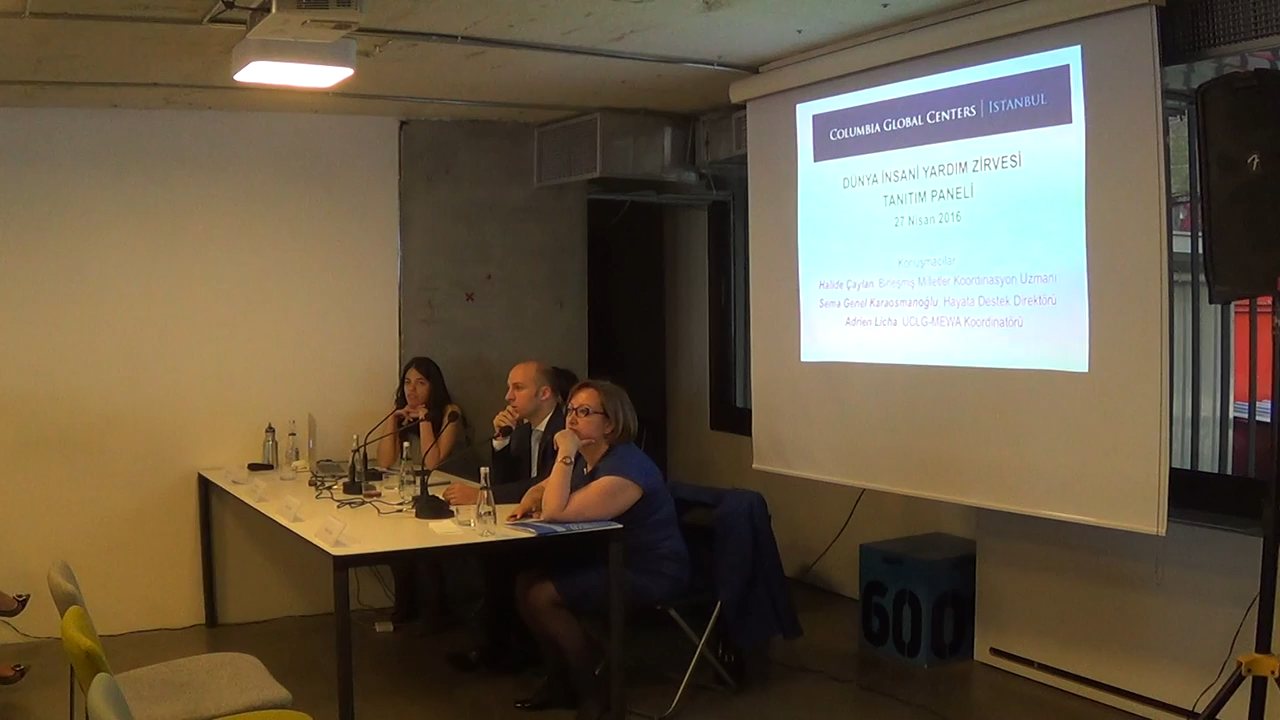 COLUMBIA GLOBAL CENTERS | ISTANBUL
DÜNYA İNSANİ YARDIM ZİRVESİ
TANITIM PANELİ
27 Nisan 2016
Konuşmacılar
Halide Çaylan Birleşmiş Milletler Koordinasyon Uzmanı
Sema Genel Karaosmanoğlu Hayata Destek Direktörü
Adrien Licha UCLG-MEWA Koordinatörü
600